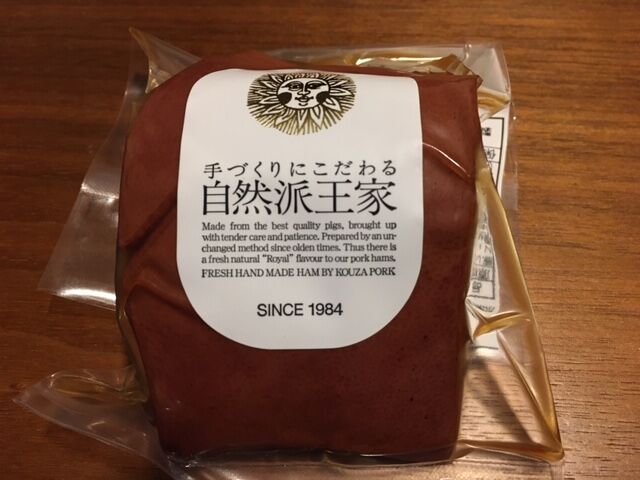 手づくりにこだわる
自然派王家
Made from the best quality pigs, brought up
with tender care and patience. Prepared by an un-
changed method since olden times. Thus there is
a fresh natural "Royal" flavour to our pork hams.
FRESH HAND MADE HAM BY KOUZA PORK
SINCE 1984